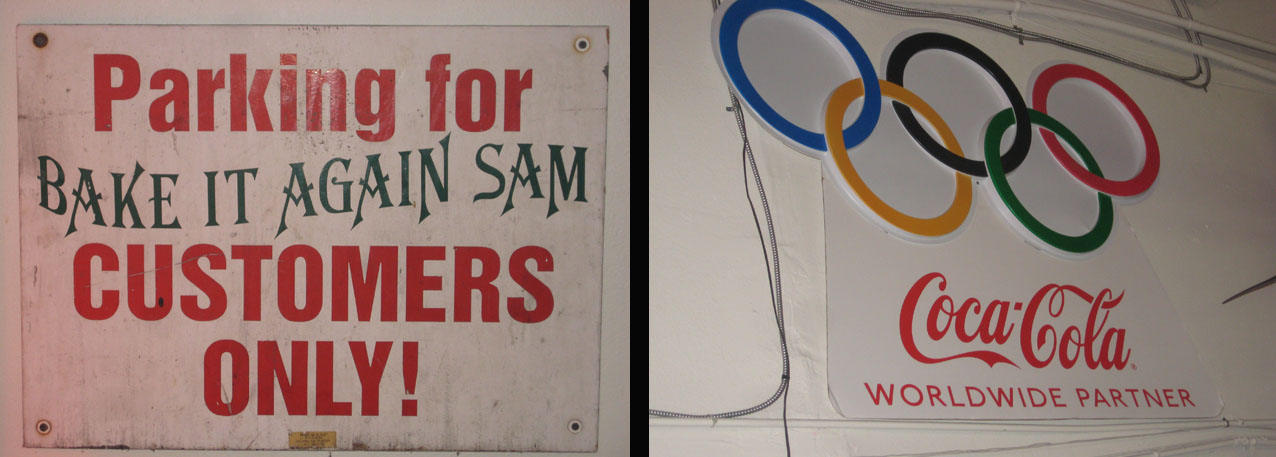 Parking for
BAKE IT AGAIN SAM
CUSTOMERS
ONLY!
Coca-Cola
WORLDWIDE PARTNER